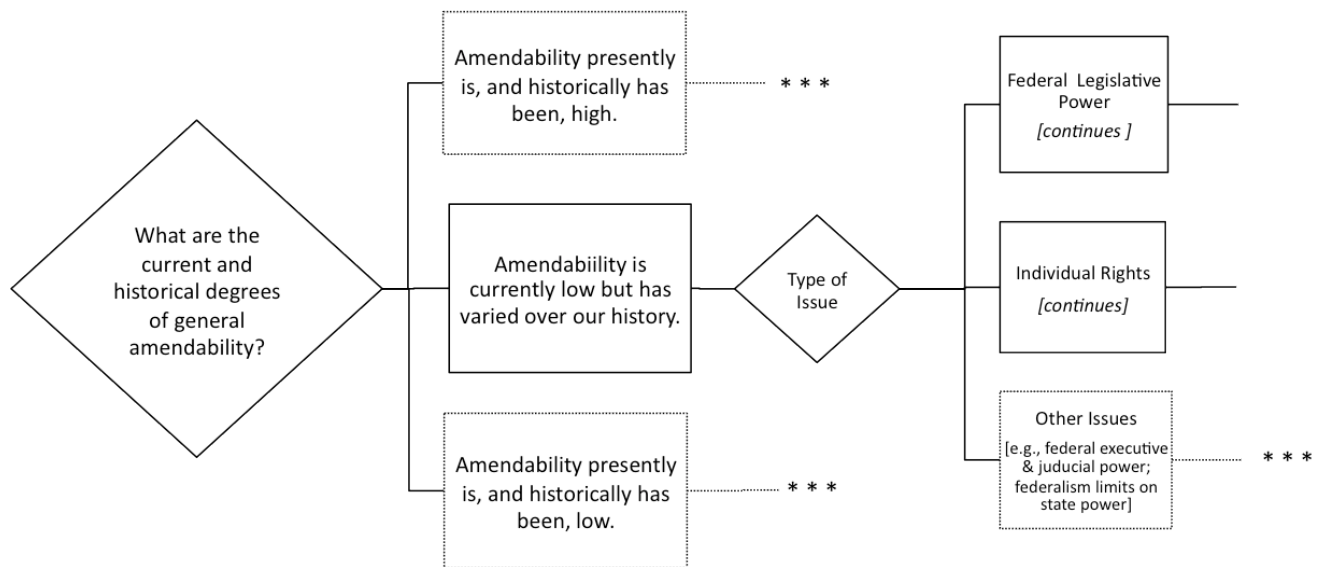 What are the
current and
historical degrees
of general
amendability?
Amendability presently
is, and historically has
been, high.
* * *
Amendabiility is
currently low but has
varied over our history.
Amendability presently
is, and historically has
been, low.
* * *
Type of
Issue
Federal Legislative
Power
[continues ]
Individual Rights
[continues]
Other Issues
[e.g., federal executive
& juducial power;
federalism limits on
state power]
* * *